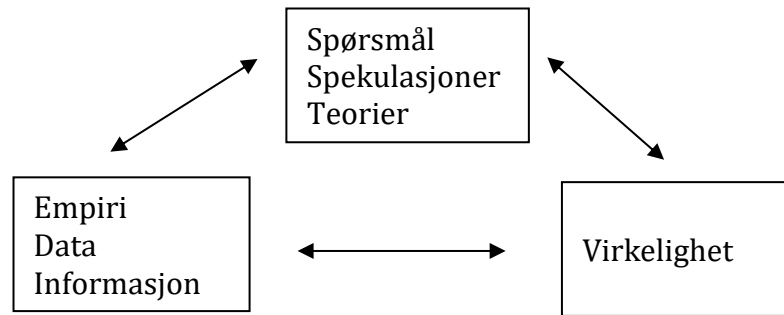 Spørsmål
Spekulasjoner
Teorier
Empiri
Data
Informasjon
Virkelighet